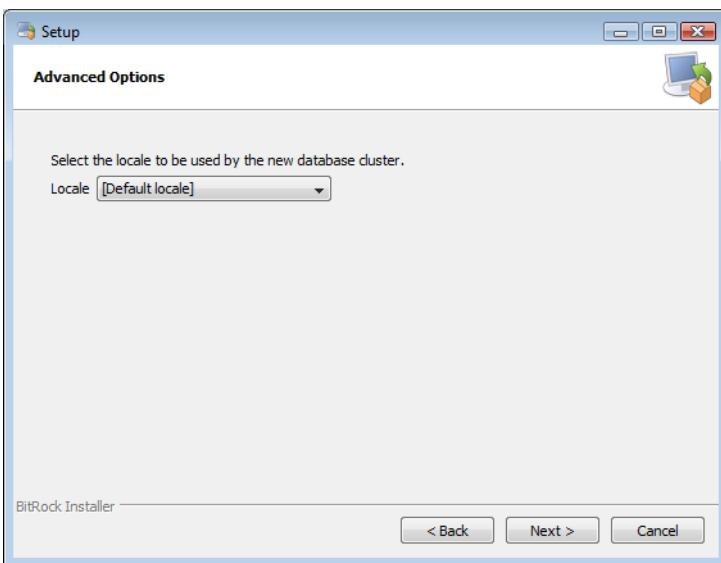 Setup
Advanced Options
Select the locale to be used by the new database cluster.
Locale [Default locale]
BitRock Installer
< Back Next > Cancel